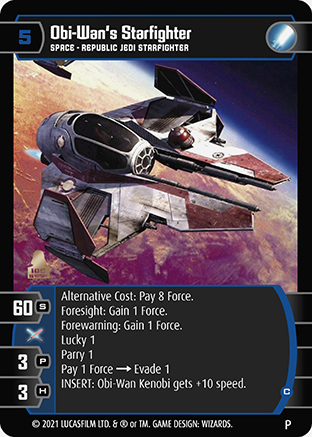 5
Obi-Wan's Starfighter
SPACE - REPUBLIC JEDI STARFIGHTER
60 S
3 P
3 H
Alternative Cost: Pay 8 Force.
Foresight: Gain 1 Force.
Forewarning: Gain 1 Force.
Lucky 1
Parry 1
Pay 1 Force → Evade 1
INSERT: Obi-Wan Kenobi gets +10 speed.
C
© 2021 LUCASFILM LTD. & ® or TM. GAME DESIGN: WIZARDS.
P